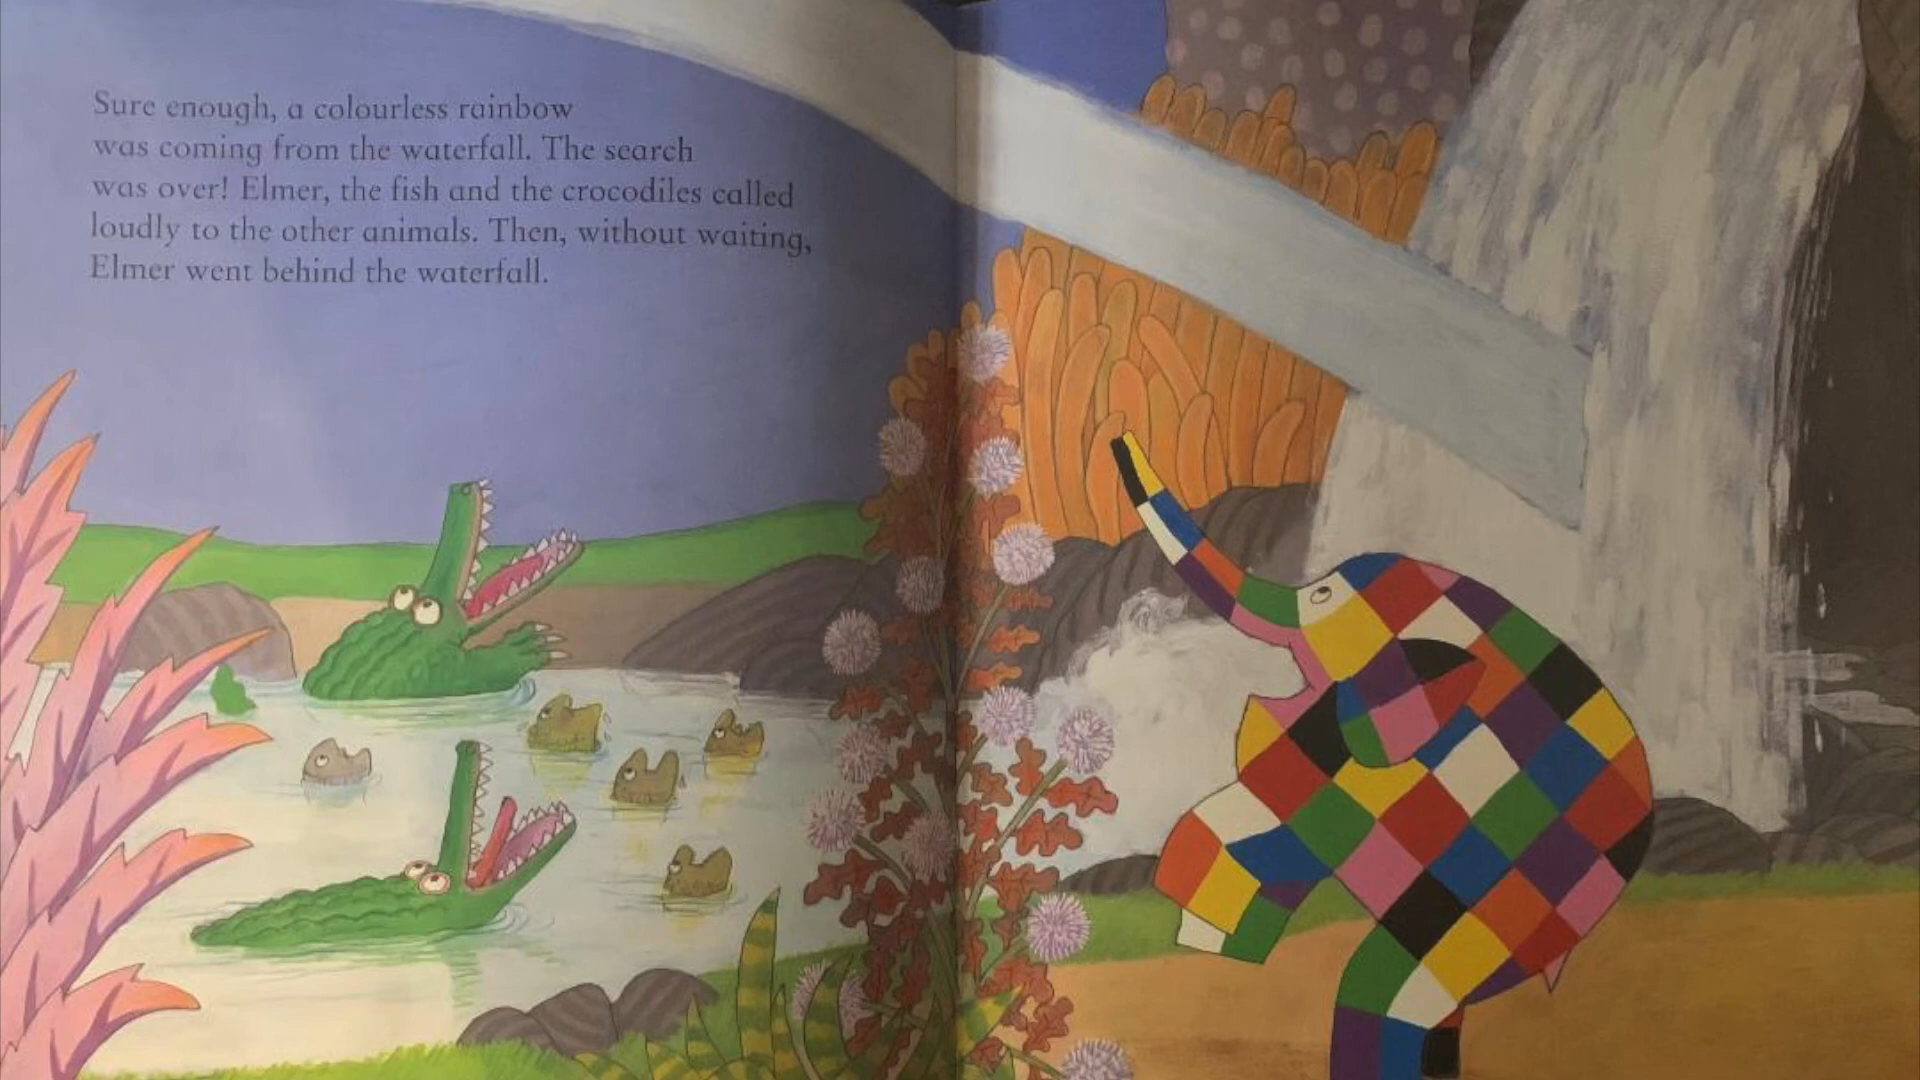 Sure enough, a colourless rainbow
was coming from the waterfall. The search
was over! Elmer, the fish and the crocodiles called
loudly to the other animals. Then, without waiting,
Elmer went behind the waterfall.